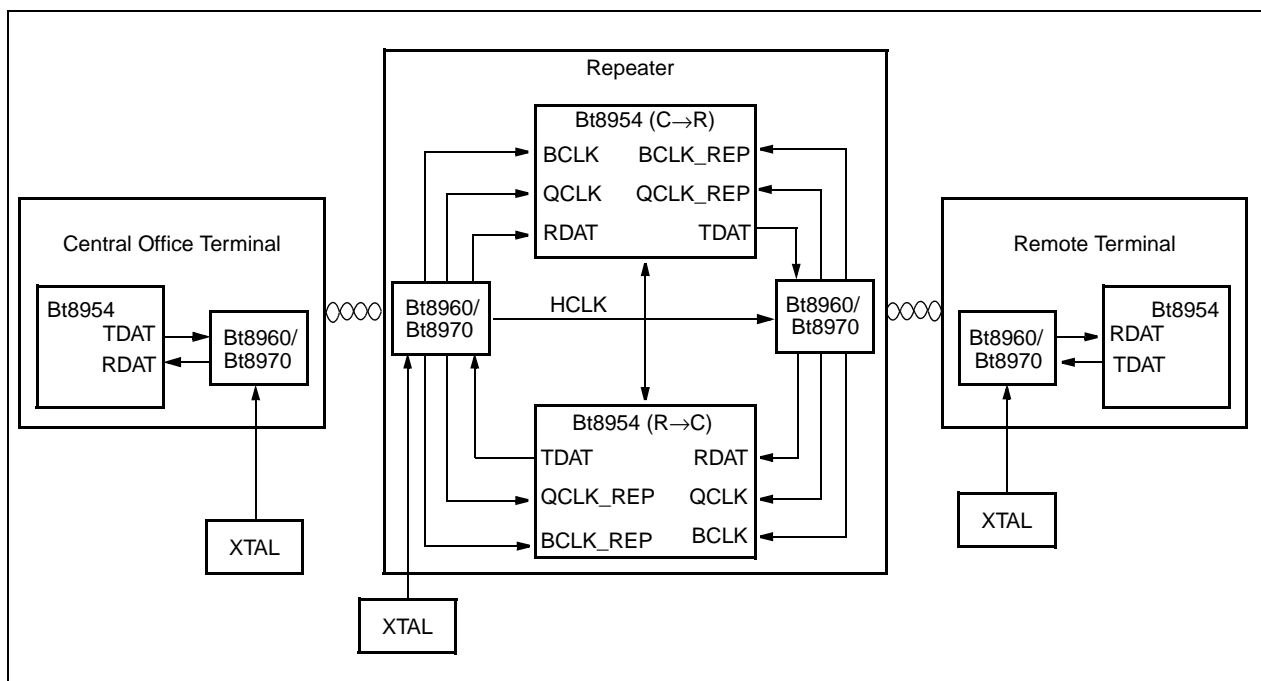 Repeater
Bt8954 (C→R)
BCLK BCLK_REP
QCLK QCLK_REP
RDAT TDAT
Central Office Terminal
Bt8954
TDAT
RDAT
Bt8960/
Bt8970
XTAL
Bt8960/
Bt8970
HCLK
Bt8960/
Bt8970
Bt8954 (R→C)
TDAT RDAT
QCLK_REP QCLK
BCLK_REP BCLK
XTAL
Remote Terminal
Bt8960/
Bt8970
Bt8954
RDAT
TDAT
XTAL